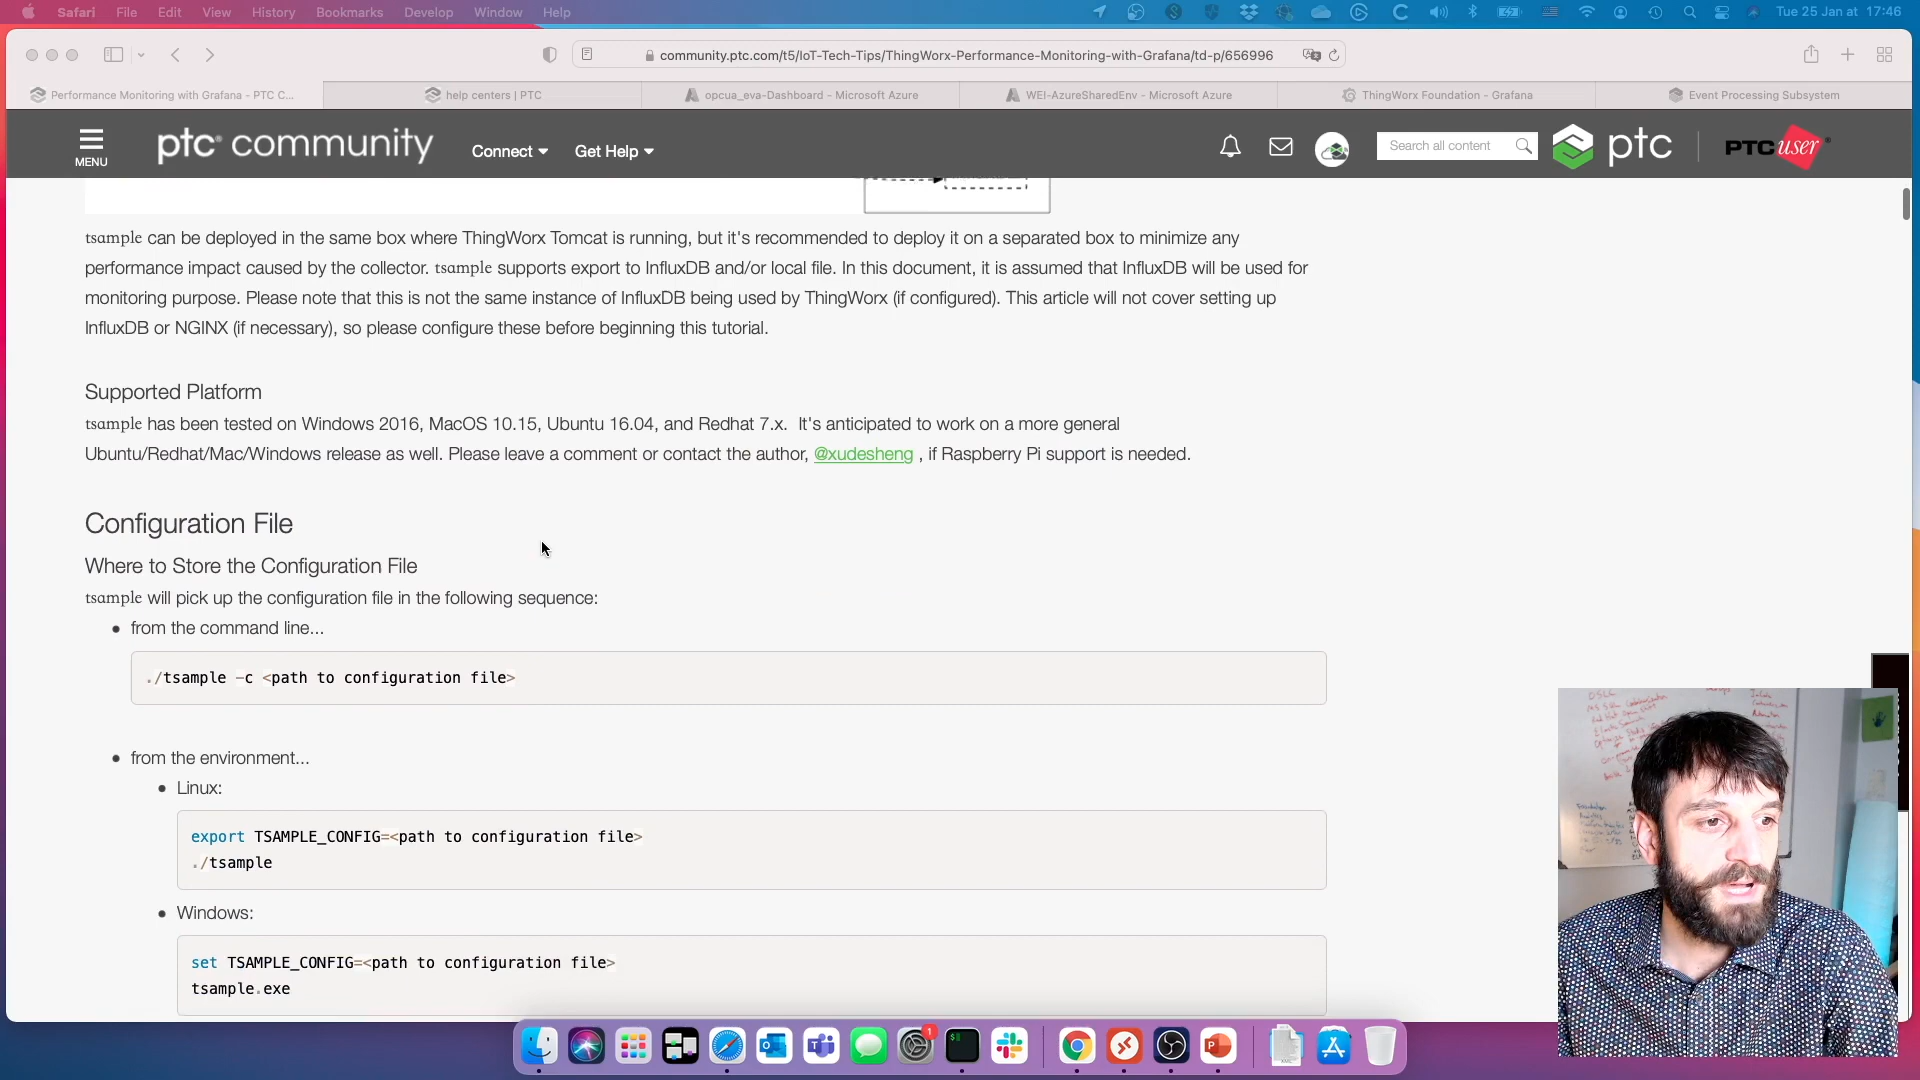 Safari File Edit View History Bookmarks Develop Window Help Tue 25 Jan at 17:46
community.ptc.com/t5/IoT-Tech-Tips/ThingWorx-Performance-Monitoring-with-Grafana/td-p/656996
Performance Monitoring with Grafana - PTC C... help centers | PTC opcua_eva-Dashboard - Microsoft Azure WEI-AzureSharedEnv - Microsoft Azure ThingWorx Foundation - Grafana Event Processing Subsystem
MENU ptc community Connect Get Help Search all content ptc PTC user
tsample can be deployed in the same box where ThingWorx Tomcat is running, but it's recommended to deploy it on a separated box to minimize any
performance impact caused by the collector. tsample supports export to InfluxDB and/or local file. In this document, it is assumed that InfluxDB will be used for
monitoring purpose. Please note that this is not the same instance of InfluxDB being used by ThingWorx (if configured). This article will not cover setting up
InfluxDB or NGINX (if necessary), so please configure these before beginning this tutorial.
Supported Platform
tsample has been tested on Windows 2016, MacOS 10.15, Ubuntu 16.04, and Redhat 7.x. It's anticipated to work on a more general
Ubuntu/Redhat/Mac/Windows release as well. Please leave a comment or contact the author, @xudesheng , if Raspberry Pi support is needed.
Configuration File
Where to Store the Configuration File
tsample will pick up the configuration file in the following sequence:
• from the command line...
./tsample -c <path to configuration file>
• from the environment...
• Linux:
export TSAMPLE_CONFIG=<path to configuration file>
./tsample
• Windows:
set TSAMPLE_CONFIG=<path to configuration file>
tsample.exe
1